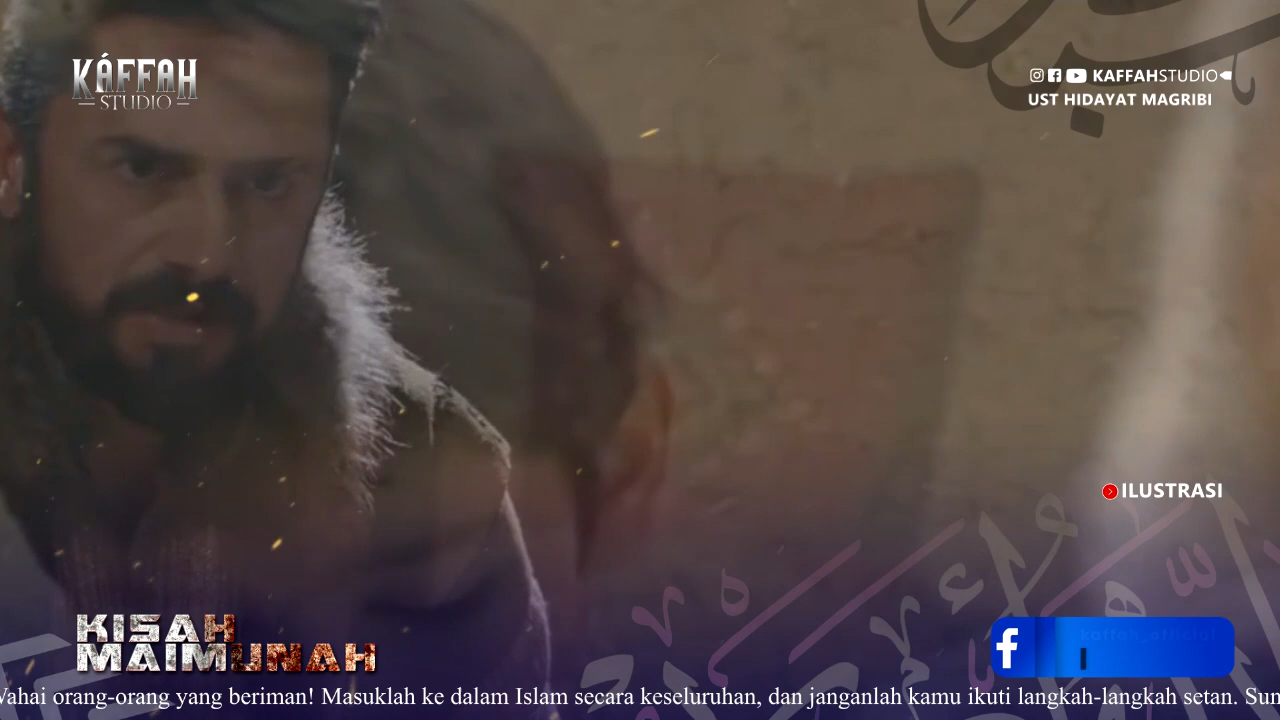 KÁFFAH
STUDIO
KAFFAHSTUDIO
UST HIDAYAT MAGRIBI
ILUSTRASI
kaffah_official
KISAH
MAIMUNAH
Wahai orang-orang yang beriman! Masuklah ke dalam Islam secara keseluruhan, dan janganlah kamu ikuti langkah-langkah setan.